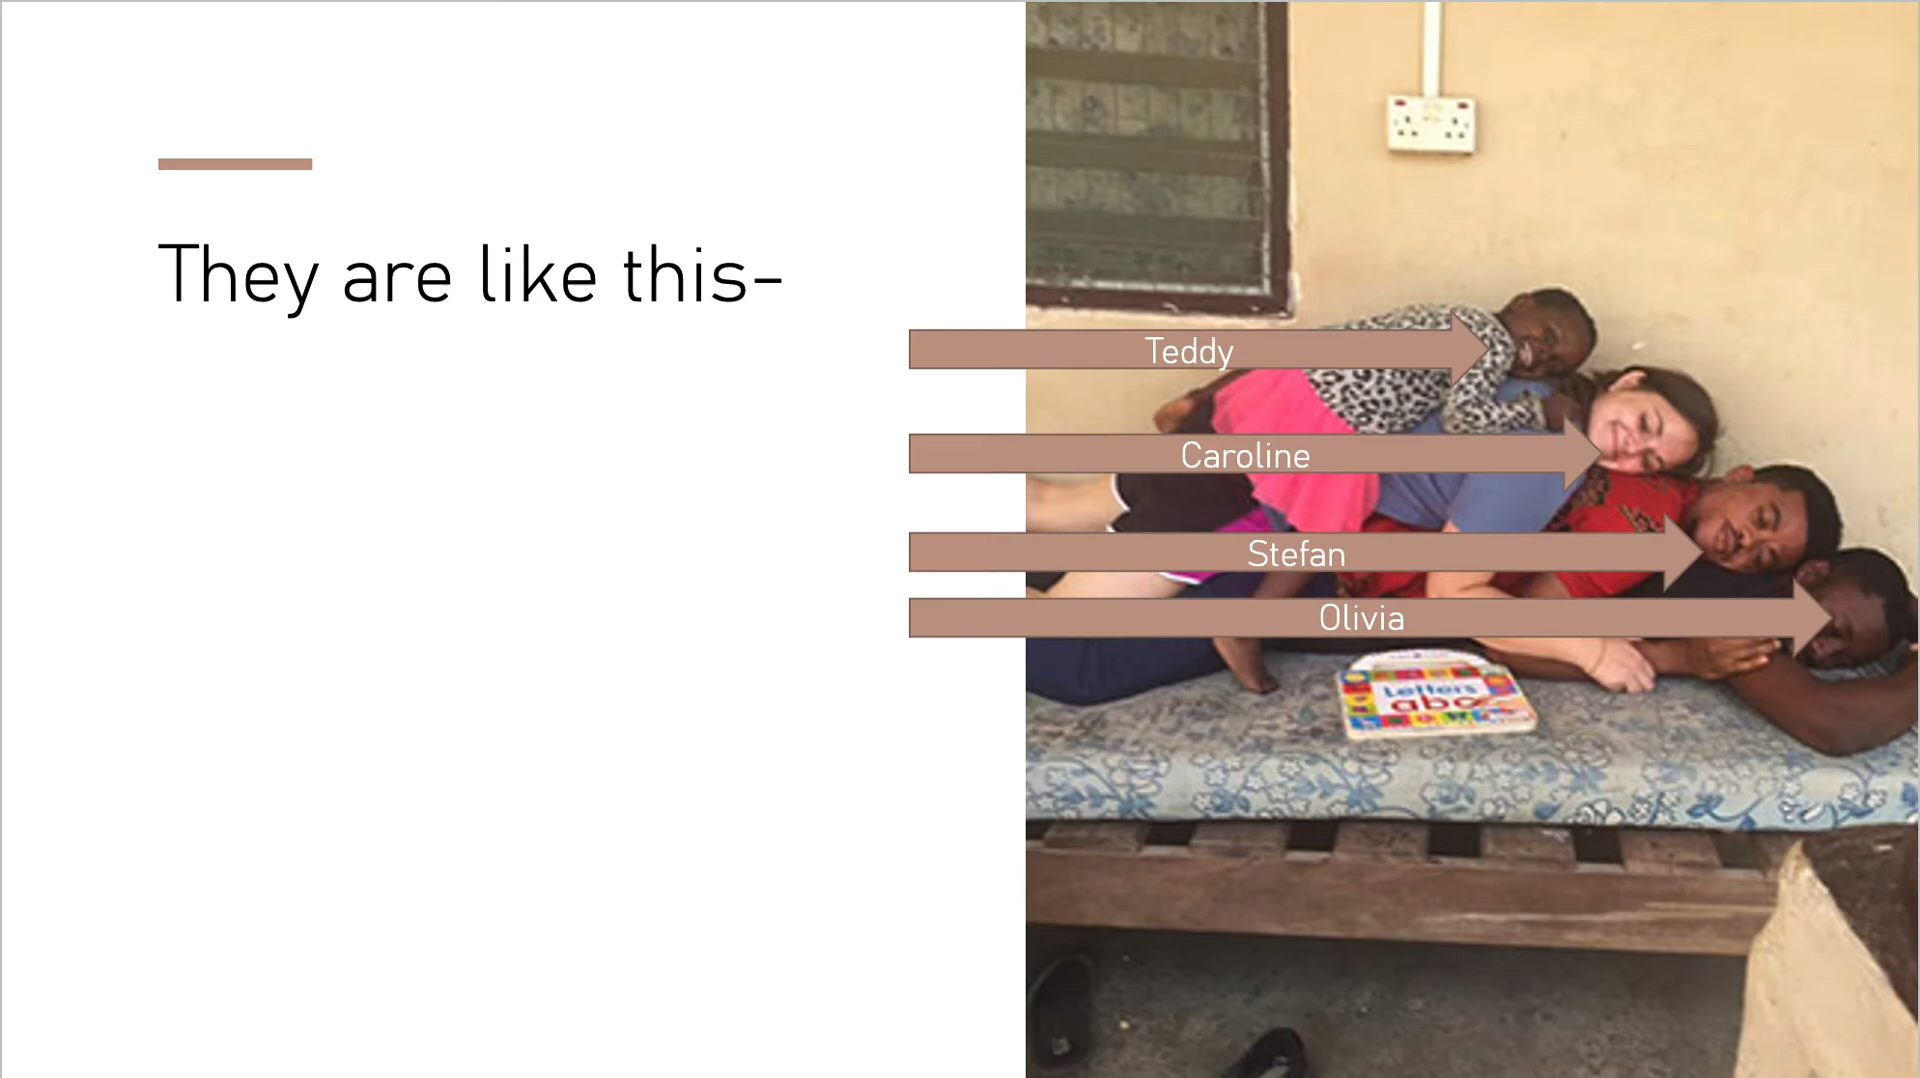 They are like this-
Teddy
Caroline
Stefan
Olivia
Letters
abc